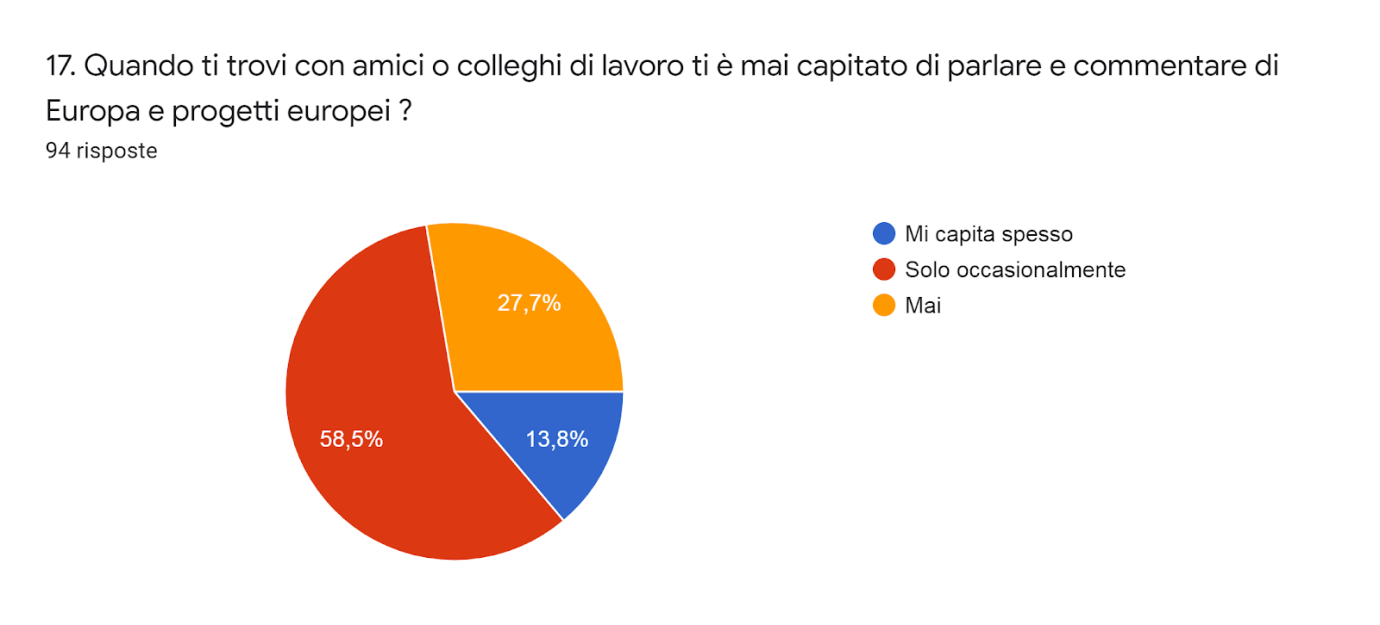 17. Quando ti trovi con amici o colleghi di lavoro ti è mai capitato di parlare e commentare di
Europa e progetti europei ?
94 risposte
Mi capita spesso
Solo occasionalmente
Mai
27,7%
58,5%
13,8%